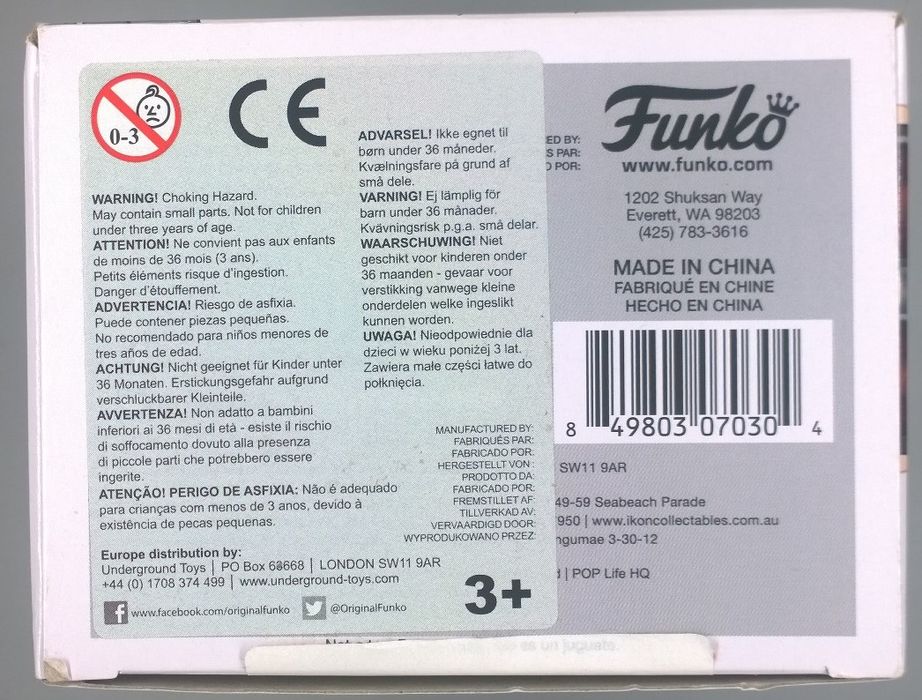 0-3
CE
WARNING! Choking Hazard.
May contain small parts. Not for children
under three years of age.
ATTENTION! Ne convient pas aux enfants
de moins de 36 mois (3 ans).
Petits éléments risque d'ingestion.
Danger d'étouffement.
ADVERTENCIA! Riesgo de asfixia.
Puede contener piezas pequeñas.
No recomendado para niños menores de
tres años de edad.
ACHTUNG! Nicht geeignet für Kinder unter
36 Monaten. Erstickungsgefahr aufgrund
verschluckbarer Kleinteile.
AVVERTENZA! Non adatto a bambini
inferiori ai 36 mesi di età - esiste il rischio
di soffocamento dovuto alla presenza
di piccole parti che potrebbero essere
ingerite.
ATENÇÃO! PERIGO DE ASFIXIA: Não é adequado
para crianças com menos de 3 anos, devido à
existência de pecas pequenas.
ADVARSEL! Ikke egnet til
børn under 36 måneder.
Kvælningsfare på grund af
små dele.
VARNING! Ej lämplig för
barn under 36 månader.
Kvävningsrisk p.g.a. små delar.
WAARSCHUWING! Niet
geschikt voor kinderen onder
36 maanden - gevaar voor
verstikking vanwege kleine
onderdelen welke ingeslikt
kunnen worden.
UWAGA! Nieodpowiednie dla
dzieci w wieku poniżej 3 lat.
Zawiera małe części łatwe do
połknięcia.
MANUFACTURED BY:
FABRIQUÉS PAR:
FABRICADO POR:
HERGESTELLT VON :
PRODOTTO DA:
FABRICADO POR:
FREMSTILLET AF:
TILLVERKAD AV:
VERVAARDIGD DOOR:
WYPRODUKOWANO PRZEZ:
Europe distribution by:
Underground Toys | PO Box 63668 | LONDON SW11 9AR
+44 (0) 1708 374 499 | www.underground-toys.com
www.facebook.com/originalfunko
@OriginalFunko
3+
ED BY:
S PAR:
O POR:
Funko
www.funko.com
1202 Shuksan Way
Everett, WA 98203
(425) 783-3616
MADE IN CHINA
FABRIQUÉ EN CHINE
HECHO EN CHINA
8 49803 07030 4
SW11 9AR
49-59 Seabeach Parade
950 | www.ikoncollectables.com.au
ngumae 3-30-12
| POP Life HQ
es un juguete.